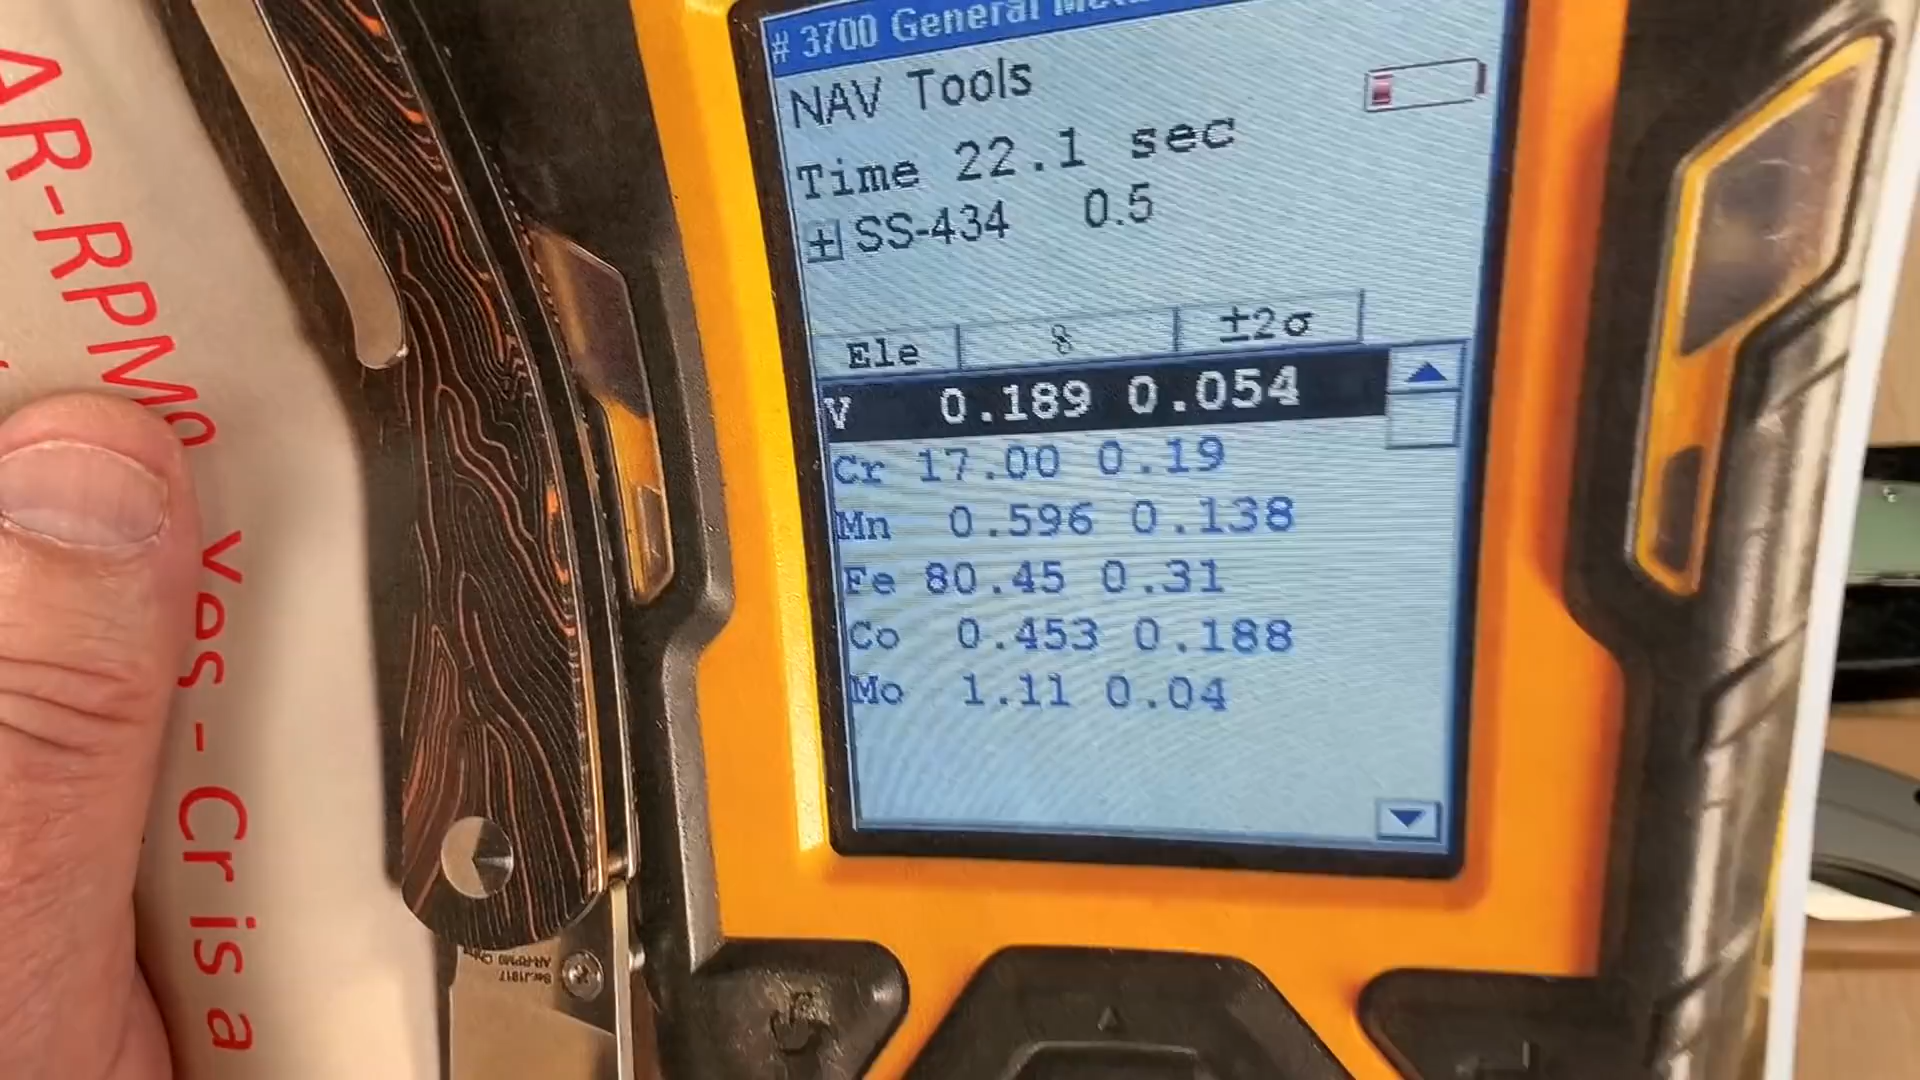 AR-RPM9 Vgs - Cr is a
# 3700 General
NAV Tools
Time 22.1 sec
+ SS-434 0.5
Ele % ±2σ
V 0.189 0.054
Cr 17.00 0.19
Mn 0.596 0.138
Fe 80.45 0.31
Co 0.453 0.188
Mo 1.11 0.04